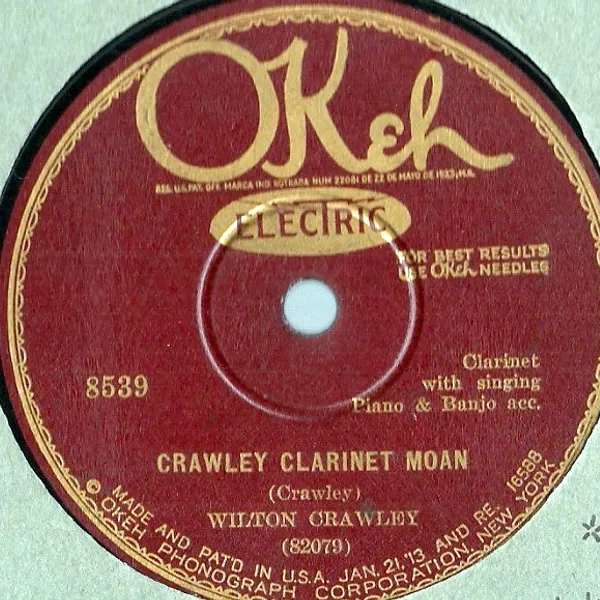 OKeh
REG. U.S. PAT. OFF. MARCA IND. NOTRADA NUM 22081 DE 22 DE MAYO DE 1923, M.R.
ELECTRIC
FOR BEST RESULTS
USE OKeh NEEDLES
8539
Clarinet
with singing
Piano & Banjo acc.
CRAWLEY CLARINET MOAN
(Crawley)
WILTON CRAWLEY
(82079)
MADE AND PAT'D IN U.S.A. JAN. 21, '13 AND RE. 16588
© OKEH PHONOGRAPH CORPORATION, NEW YORK